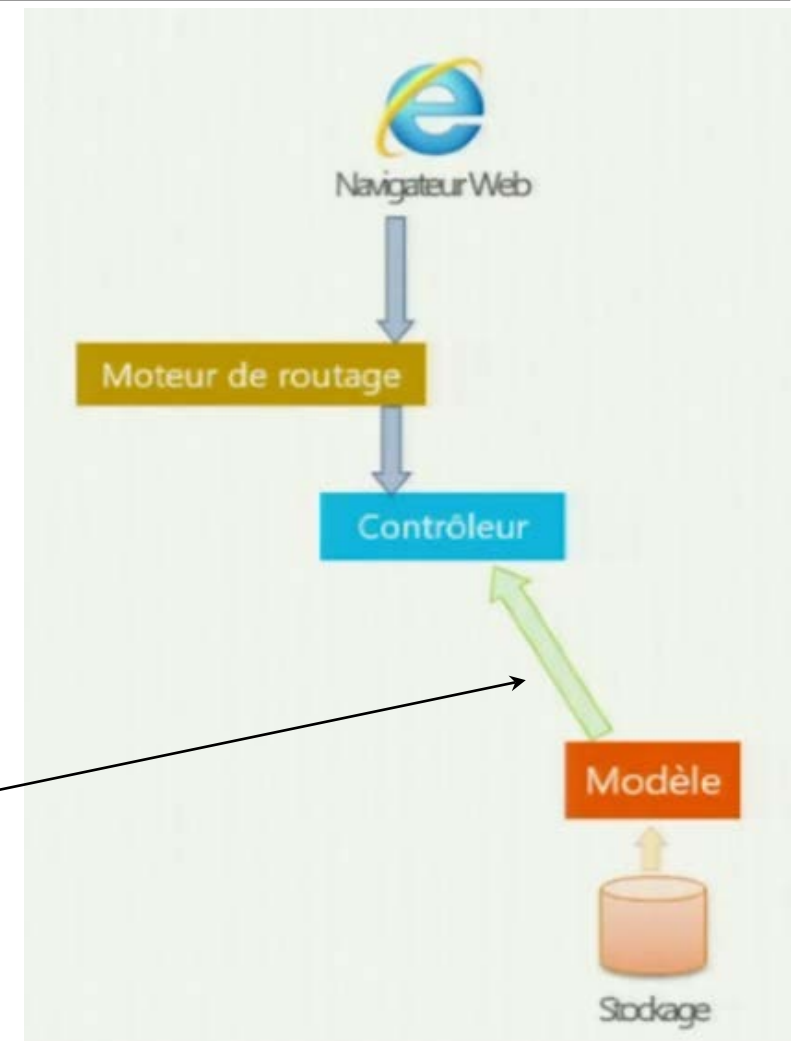 Navigateur Web
Moteur de routage
Contrôleur
Modèle
Stockage